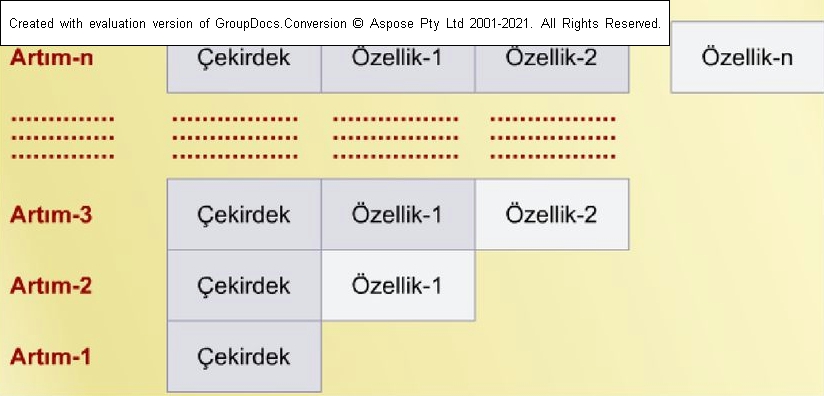 Created with evaluation version of GroupDocs.Conversion © Aspose Pty Ltd 2001-2021. All Rights Reserved.
Artım-n Çekirdek Özellik-1 Özellik-2 Özellik-n
Artım-3 Çekirdek Özellik-1 Özellik-2
Artım-2 Çekirdek Özellik-1
Artım-1 Çekirdek